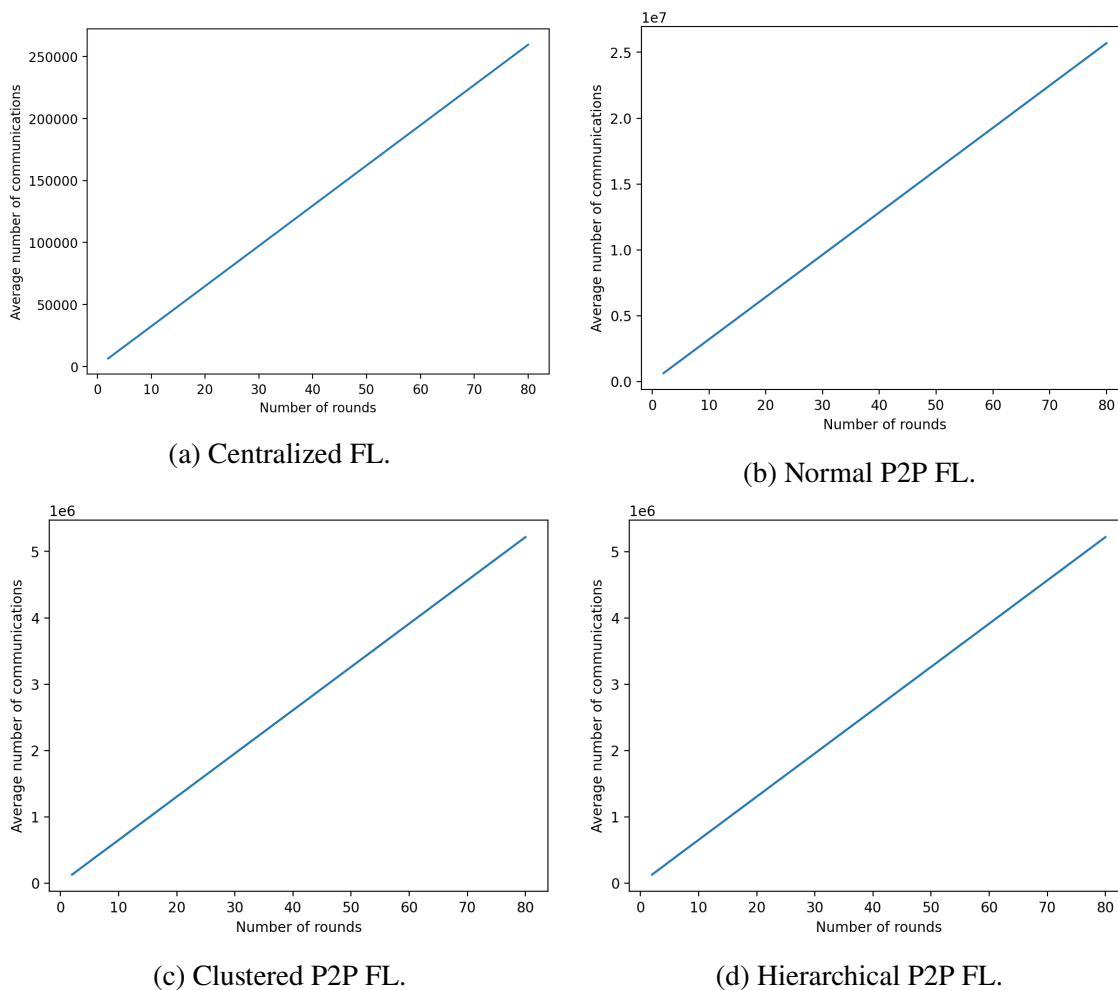 250000
200000
150000
100000
50000
0
Average number of communications
0 10 20 30 40 50 60 70 80
Number of rounds
(a) Centralized FL.
1e7
2.5
2.0
1.5
1.0
0.5
0.0
Average number of communications
0 10 20 30 40 50 60 70 80
Number of rounds
(b) Normal P2P FL.
1e6
5
4
3
2
1
0
Average number of communications
0 10 20 30 40 50 60 70 80
Number of rounds
(c) Clustered P2P FL.
1e6
5
4
3
2
1
0
Average number of communications
0 10 20 30 40 50 60 70 80
Number of rounds
(d) Hierarchical P2P FL.